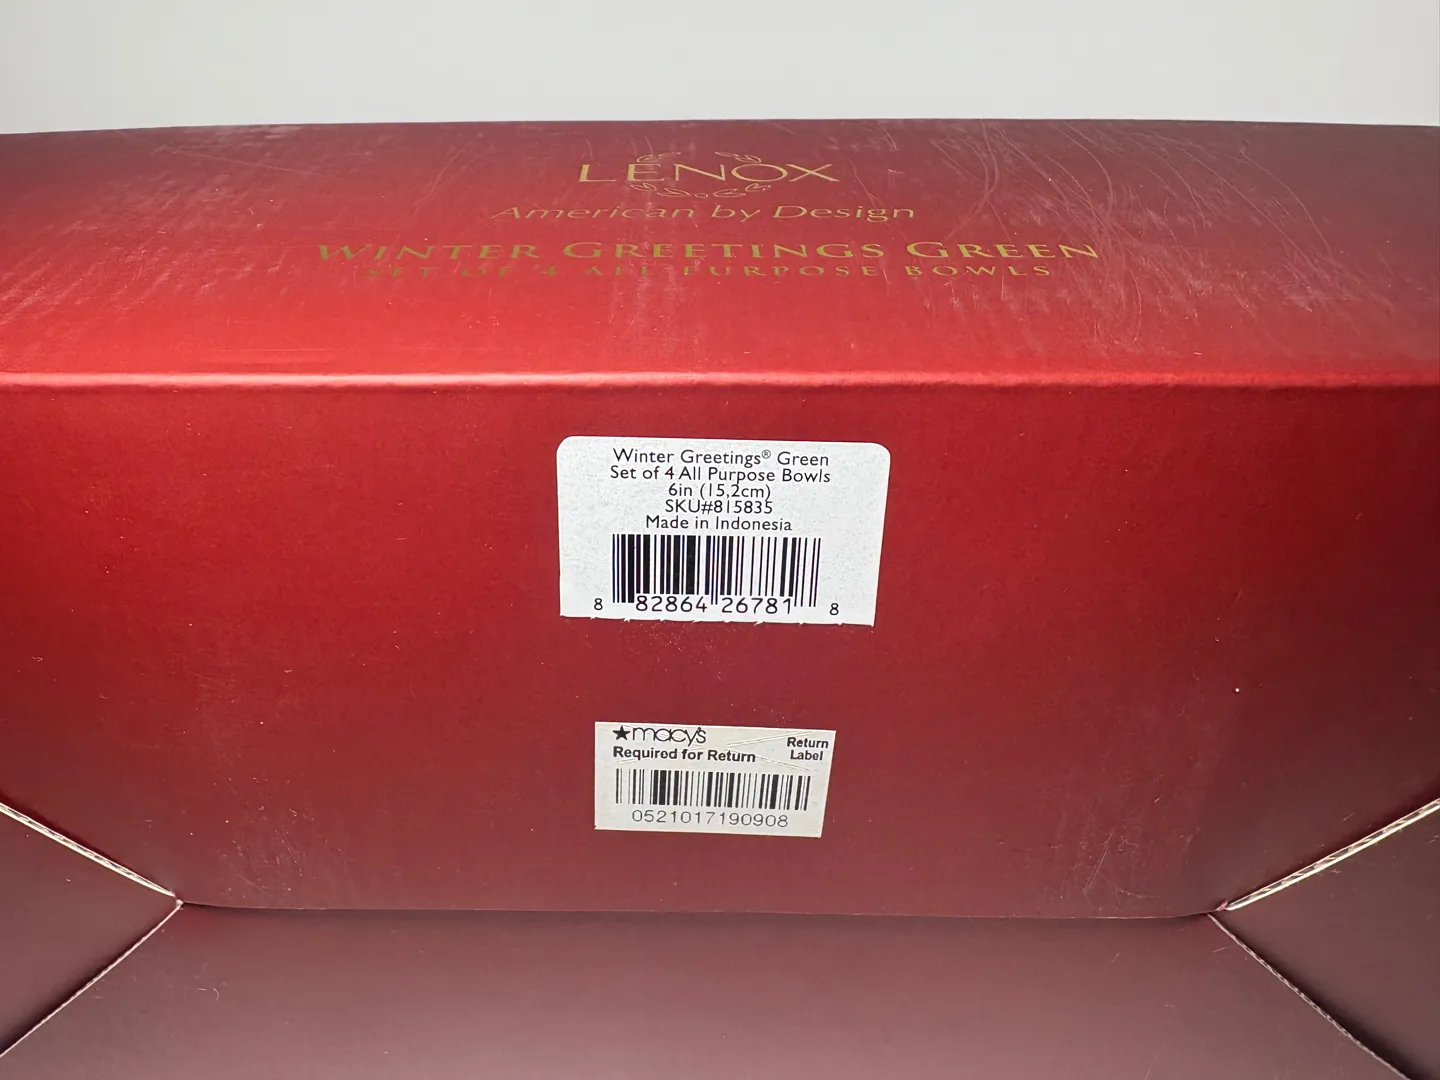 LENOX
American by Design
WINTER GREETINGS GREEN
SET OF 4 ALL PURPOSE BOWLS
Winter Greetings® Green
Set of 4 All Purpose Bowls
6in (15,2cm)
SKU#815835
Made in Indonesia
8 82864 26781 8
★macy's
Return
Required for Return
Label
0521017190908